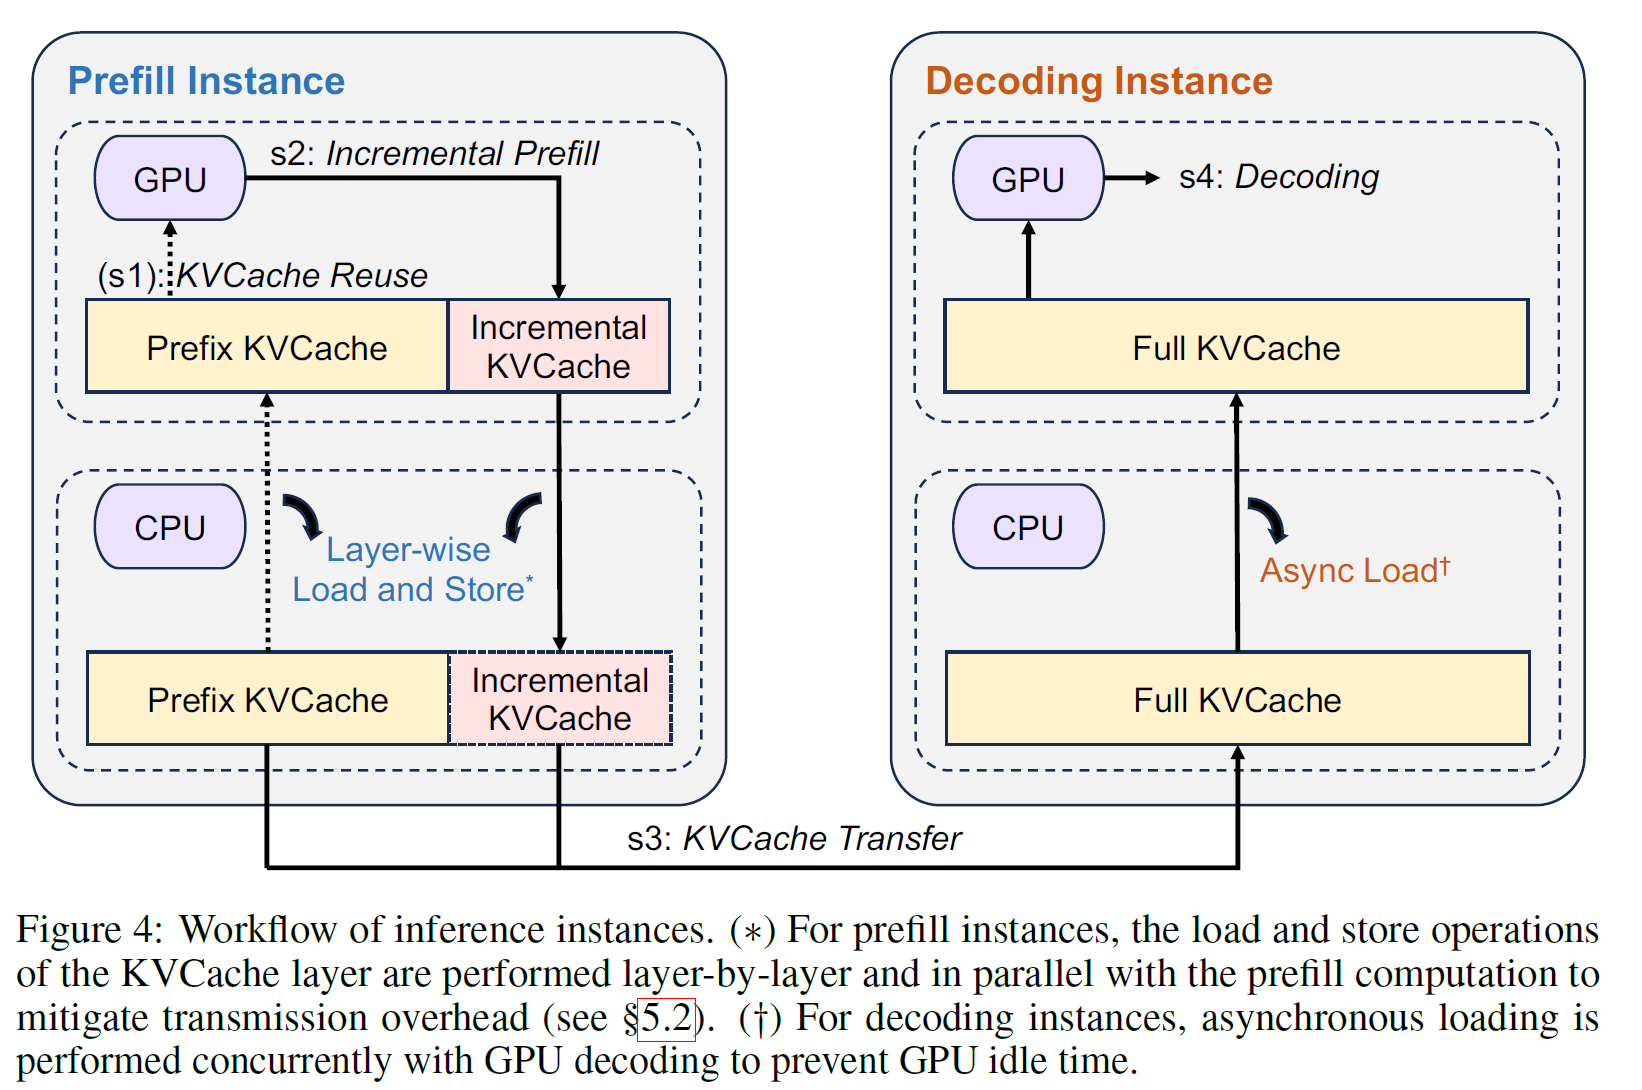 Prefill Instance
GPU
s2: Incremental Prefill
(s1): KVCache Reuse
Prefix KVCache
Incremental
KVCache
CPU
Layer-wise
Load and Store*
Prefix KVCache
Incremental
KVCache
Decoding Instance
GPU
s4: Decoding
Full KVCache
CPU
Async Load†
Full KVCache
s3: KVCache Transfer
Figure 4: Workflow of inference instances. (∗) For prefill instances, the load and store operations
of the KVCache layer are performed layer-by-layer and in parallel with the prefill computation to
mitigate transmission overhead (see §5.2). (†) For decoding instances, asynchronous loading is
performed concurrently with GPU decoding to prevent GPU idle time.